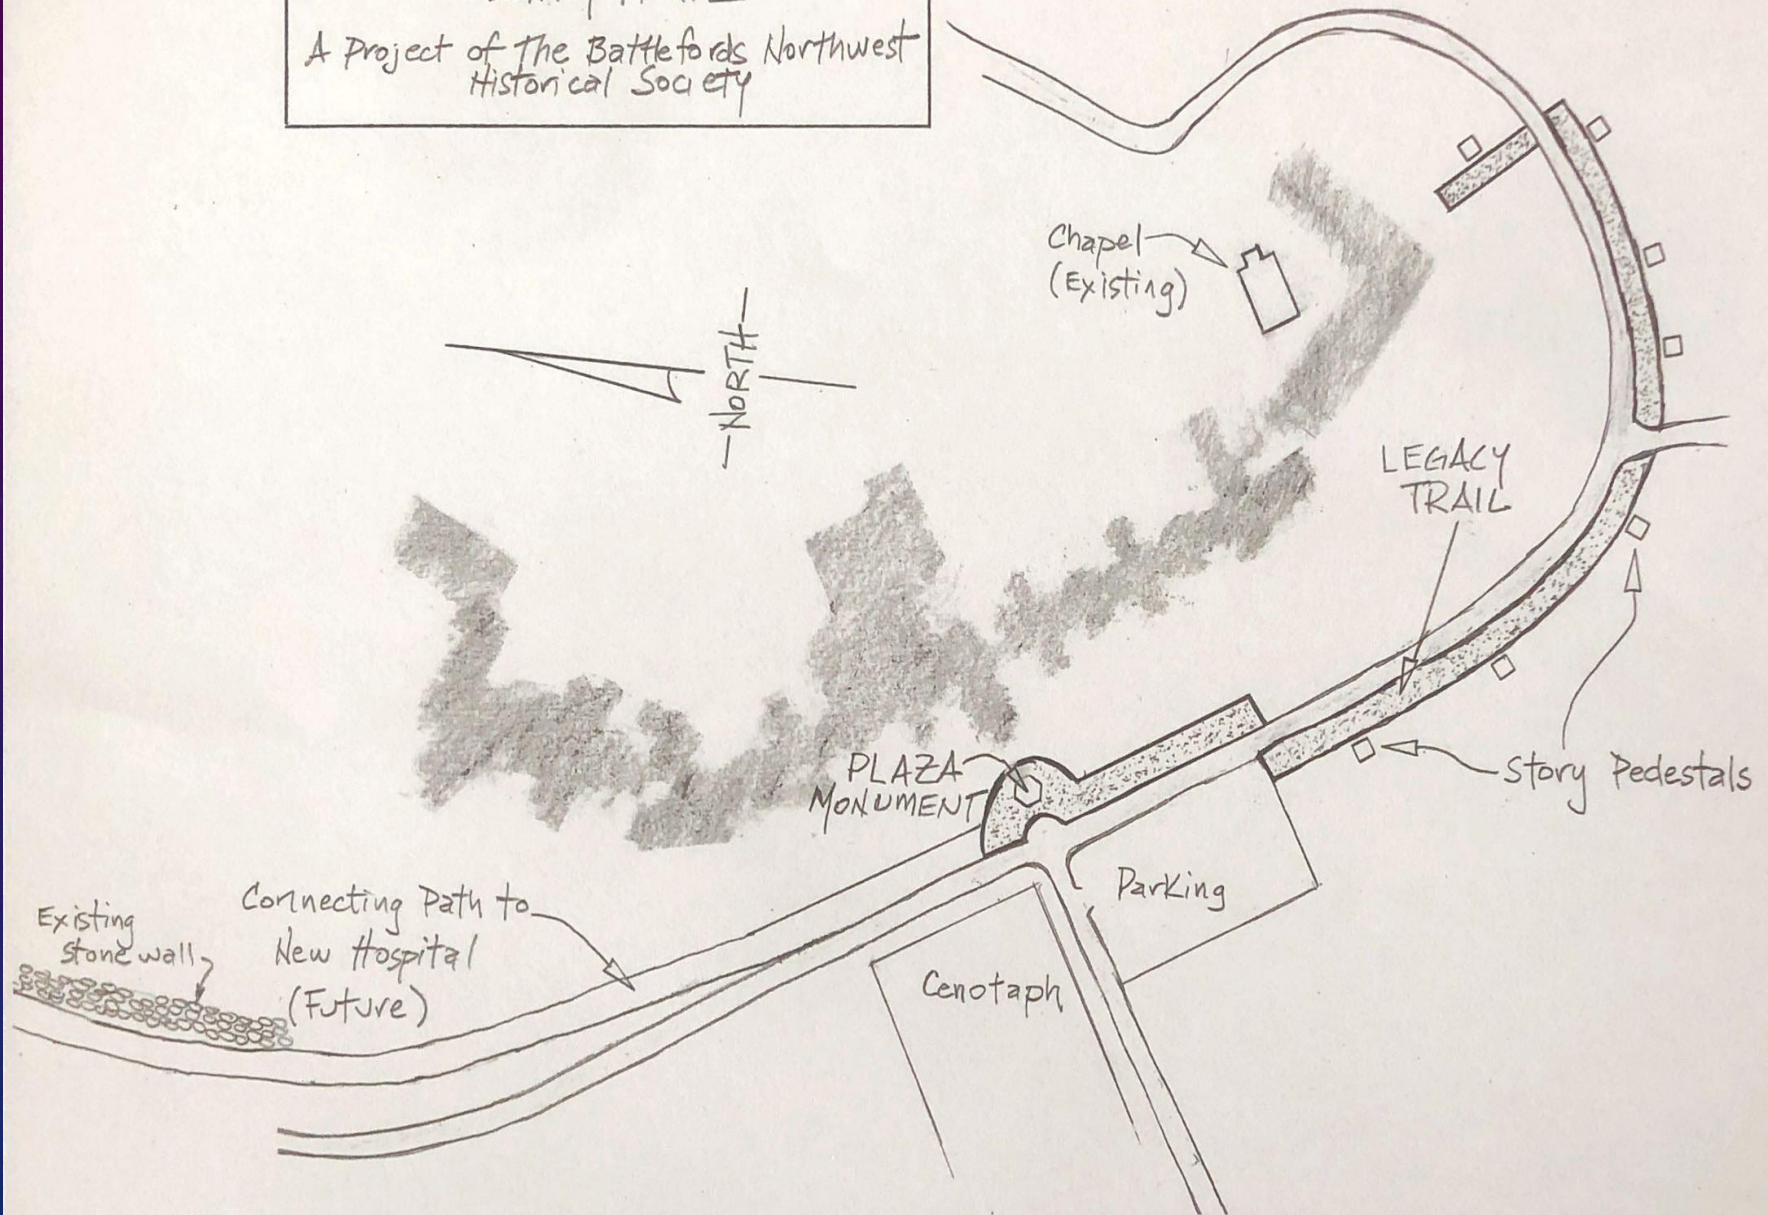 A Project of The Battlefords Northwest
Historical Society
Chapel
(Existing)
-NORTH-
LEGACY
TRAIL
PLAZA
MONUMENT
Story Pedestals
Parking
Existing
stone wall
Connecting Path to
New Hospital
(Future)
Cenotaph